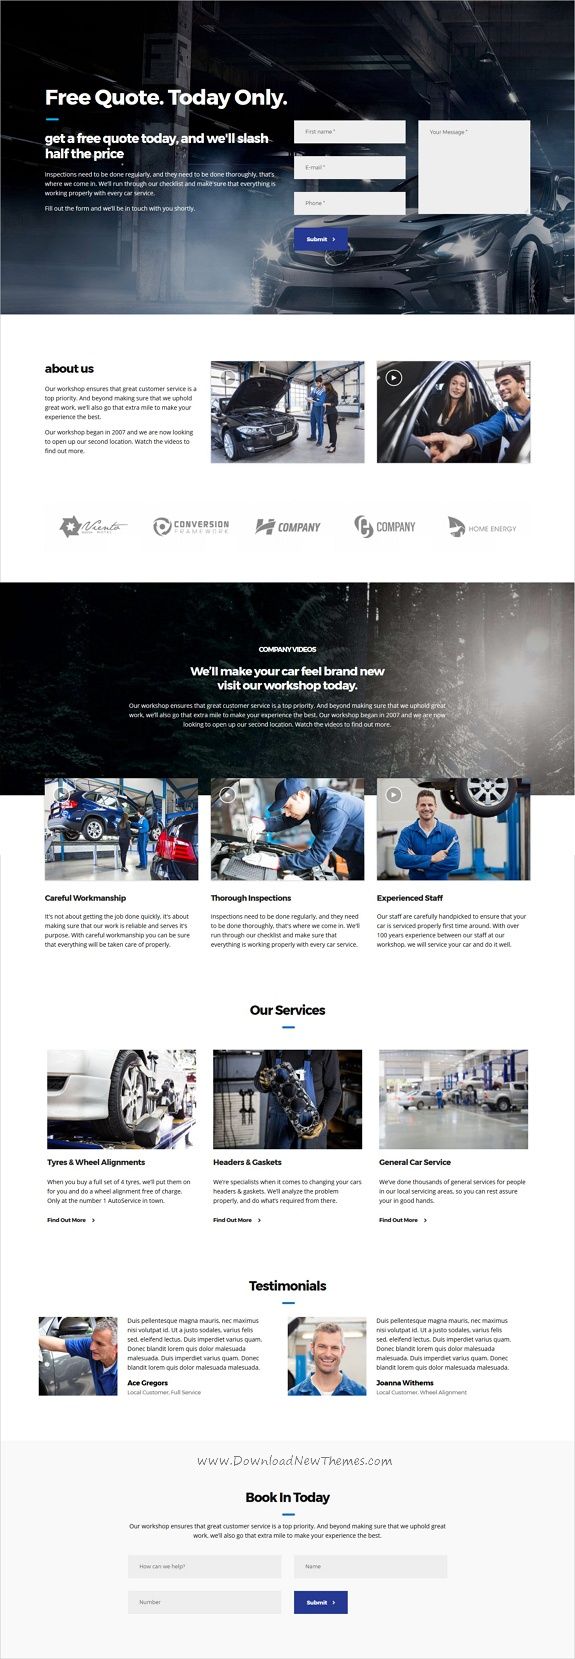 Free Quote. Today Only.
get a free quote today, and we'll slash
half the price
Inspections need to be done regularly, and they need to be done thoroughly, that's
where we come in. We'll run through our checklist and make sure that everything is
working properly with every car service.
Fill out the form and we'll be in touch with you shortly.
First name *
E-mail *
Phone *
Your Message *
Submit
about us
Our workshop ensures that great customer service is a
top priority. And beyond making sure that we uphold
great work, we'll also go that extra mile to make your
experience the best.
Our workshop began in 2007 and we are now looking
to open up our second location. Watch the videos to
find out more.
Viento
CONVERSION
FRAMEWORK
COMPANY
COMPANY
HOME ENERGY
COMPANY VIDEOS
We'll make your car feel brand new
visit our workshop today.
Our workshop ensures that great customer service is a top priority. And beyond making sure that we uphold great
work, we'll also go that extra mile to make your experience the best. Our workshop began in 2007 and we are now
looking to open up our second location. Watch the videos to find out more.
Careful Workmanship
It's not about getting the job done quickly, it's about
making sure that our work is reliable and serves it's
purpose. With careful workmanship you can be sure
that everything will be taken care of properly.
Thorough Inspections
Inspections need to be done regularly, and they need
to be done thoroughly, that's where we come in. We'll
run through our checklist and make sure that
everything is working properly with every car service.
Experienced Staff
Our staff are carefully handpicked to ensure that your
car is serviced properly first time around. With over
100 years experience between our staff at our
workshop, we will service your car and do it well.
Our Services
Tyres & Wheel Alignments
When you buy a full set of 4 tyres, we'll put them on
for you and do a wheel alignment free of charge.
Only at the number 1 AutoService in town.
Find Out More
Headers & Gaskets
We're specialists when it comes to changing your cars
headers & gaskets. We'll analyze the problem
properly, and do what's required from there.
Find Out More
General Car Service
We've done thousands of general services for people
in our local servicing areas, so you can rest assure
your in good hands.
Find Out More
Testimonials
Duis pellentesque magna mauris, nec maximus
nisi volutpat id. Ut a justo sodales, varius felis
sed, eleifend lectus. Duis imperdiet varius quam.
Donec blandit lorem quis dolor malesuada
malesuada. Duis imperdiet varius quam. Donec
blandit lorem quis dolor malesuada malesuada.
Ace Gregors
Local Customer, Full Service
Duis pellentesque magna mauris, nec maximus
nisi volutpat id. Ut a justo sodales, varius felis
sed, eleifend lectus. Duis imperdiet varius quam.
Donec blandit lorem quis dolor malesuada
malesuada. Duis imperdiet varius quam. Donec
blandit lorem quis dolor malesuada malesuada.
Joanna Withems
Local Customer, Wheel Alignment
www.DownloadNewThemes.com
Book In Today
Our workshop ensures that great customer service is a top priority. And beyond making sure that we uphold great
work, we'll also go that extra mile to make your experience the best.
How can we help?
Name
Number
Submit